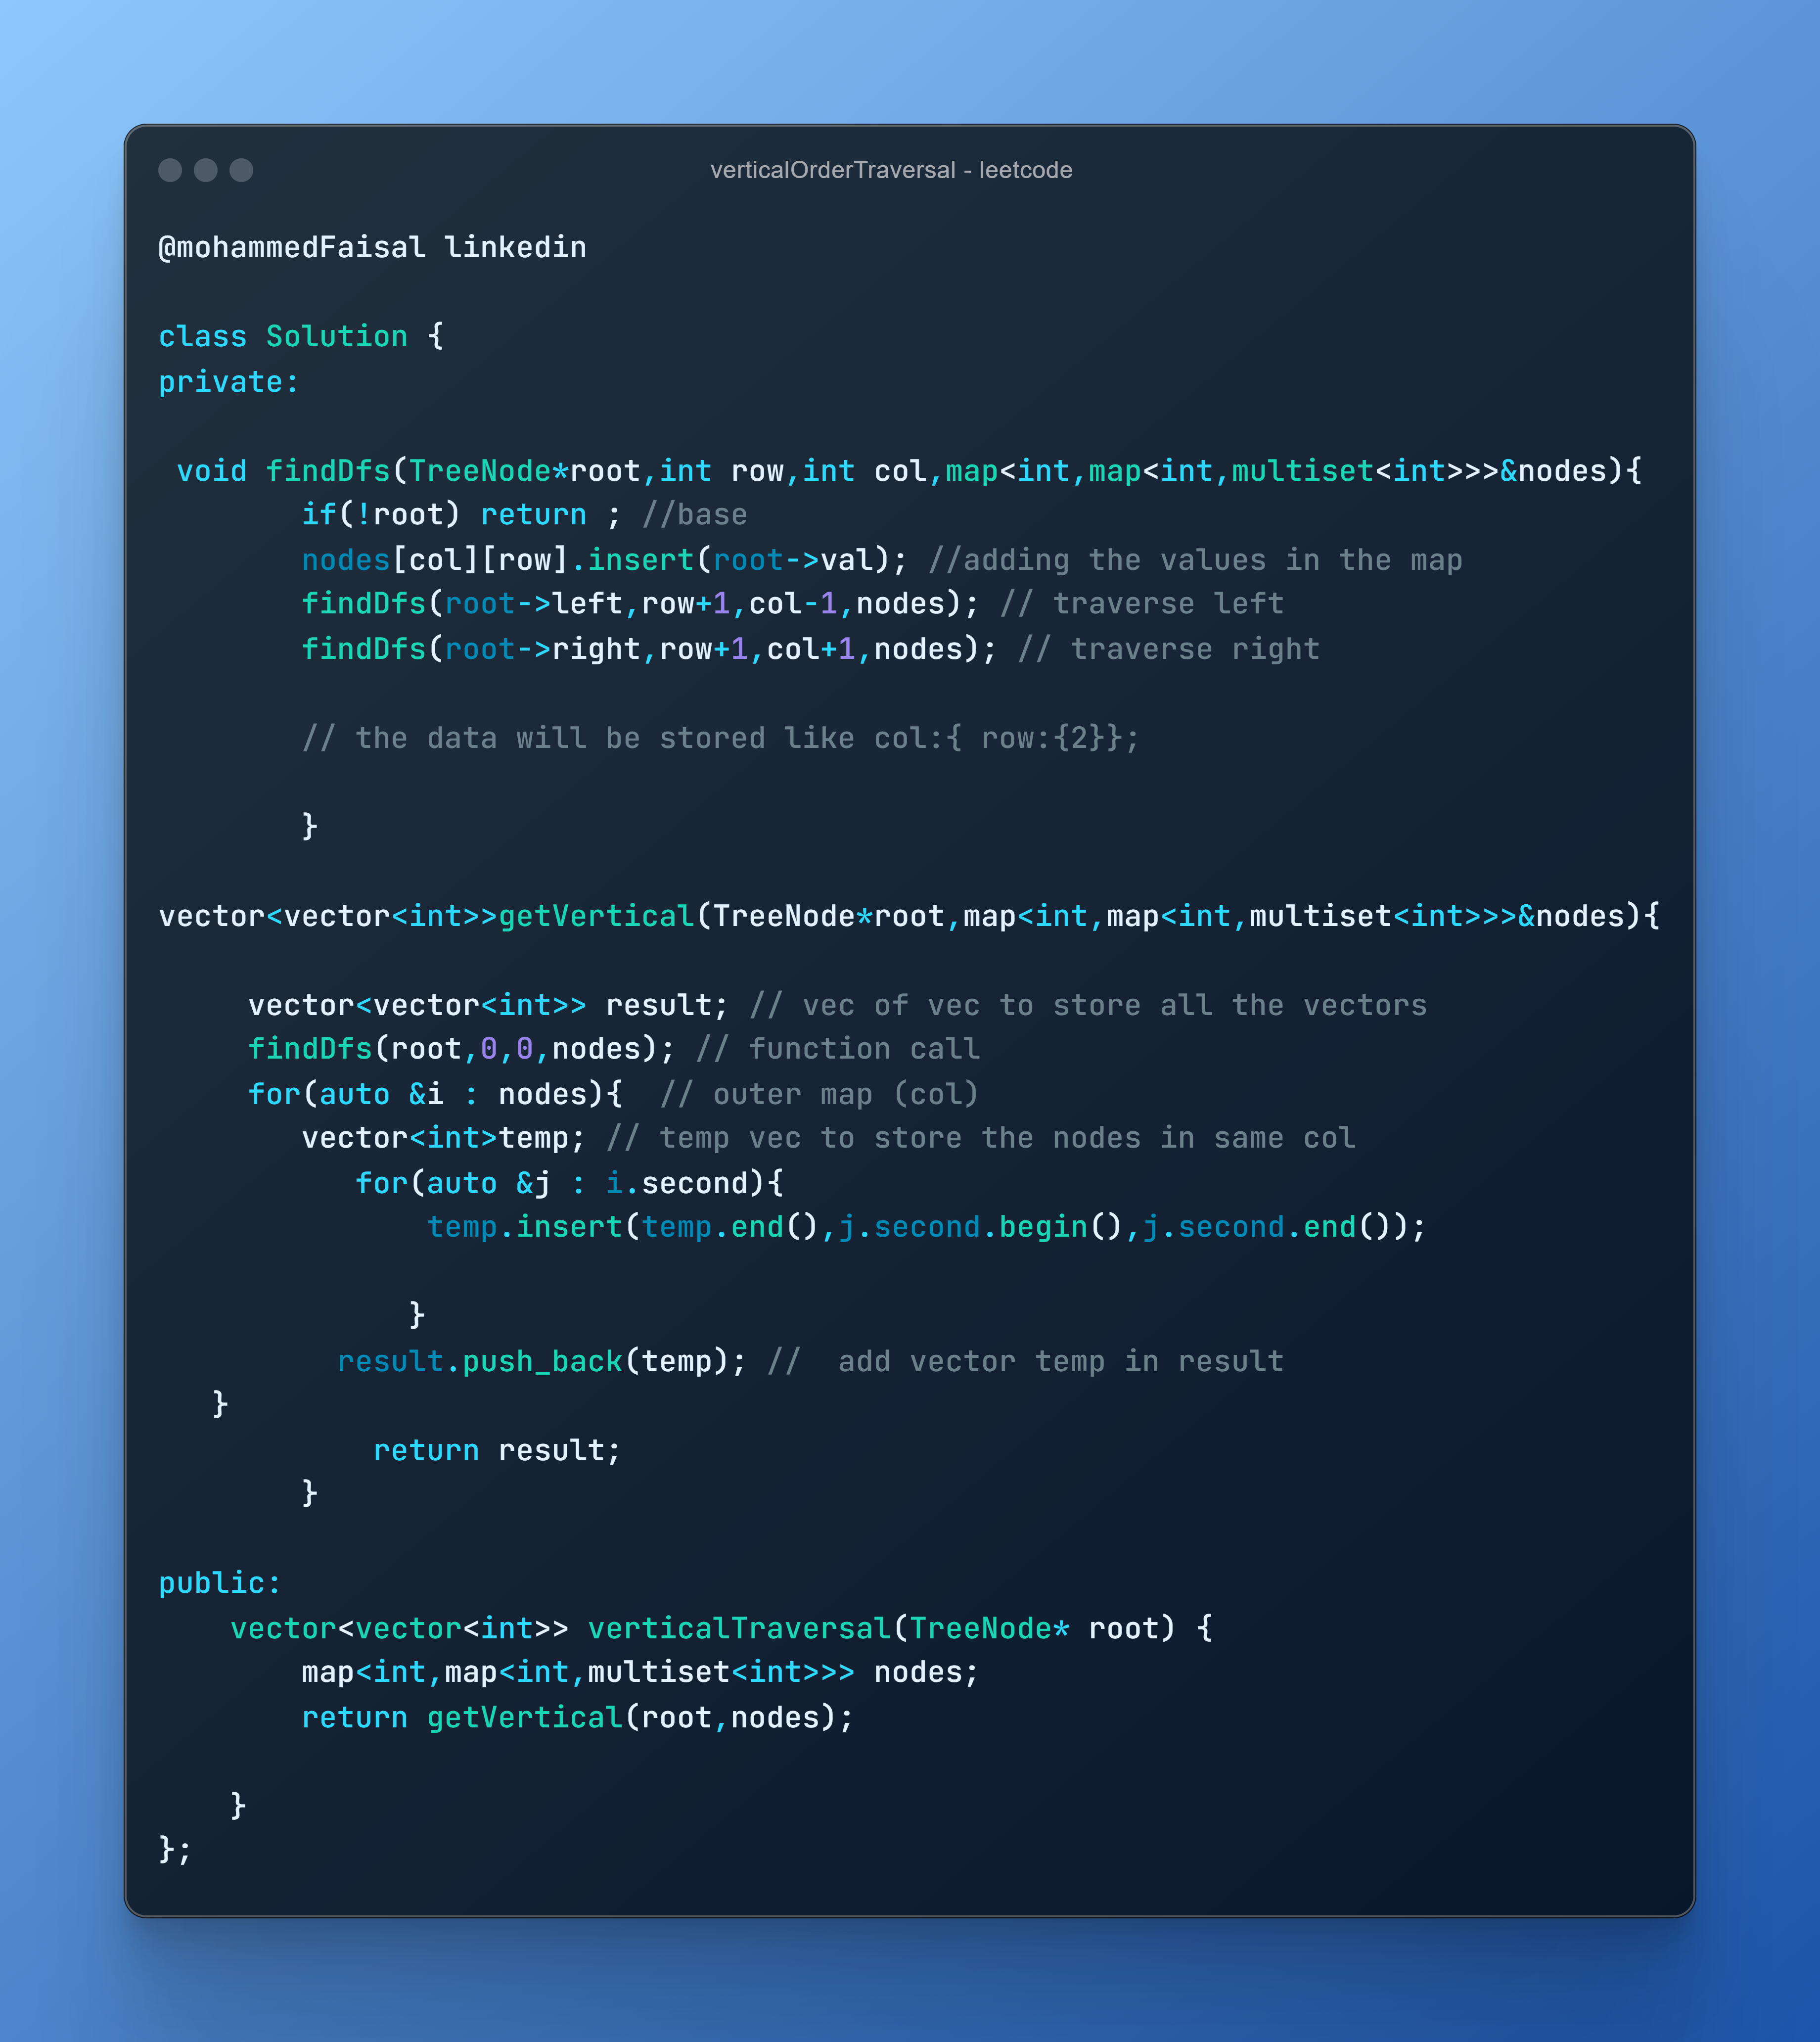 verticalOrderTraversal - leetcode
@mohammedFaisal linkedin
class Solution {
private:
void findDfs(TreeNode*root,int row,int col,map<int,map<int,multiset<int>>>&nodes){
if(!root) return ; //base
nodes[col][row].insert(root->val); //adding the values in the map
findDfs(root->left,row+1,col-1,nodes); // traverse left
findDfs(root->right,row+1,col+1,nodes); // traverse right
// the data will be stored like col:{ row:{2}};
}
vector<vector<int>>getVertical(TreeNode*root,map<int,map<int,multiset<int>>>&nodes){
vector<vector<int>> result; // vec of vec to store all the vectors
findDfs(root,0,0,nodes); // function call
for(auto &i : nodes){  // outer map (col)
vector<int>temp; // temp vec to store the nodes in same col
for(auto &j : i.second){
temp.insert(temp.end(),j.second.begin(),j.second.end());
}
result.push_back(temp); //  add vector temp in result
}
return result;
}
public:
vector<vector<int>> verticalTraversal(TreeNode* root) {
map<int,map<int,multiset<int>>> nodes;
return getVertical(root,nodes);
}
};